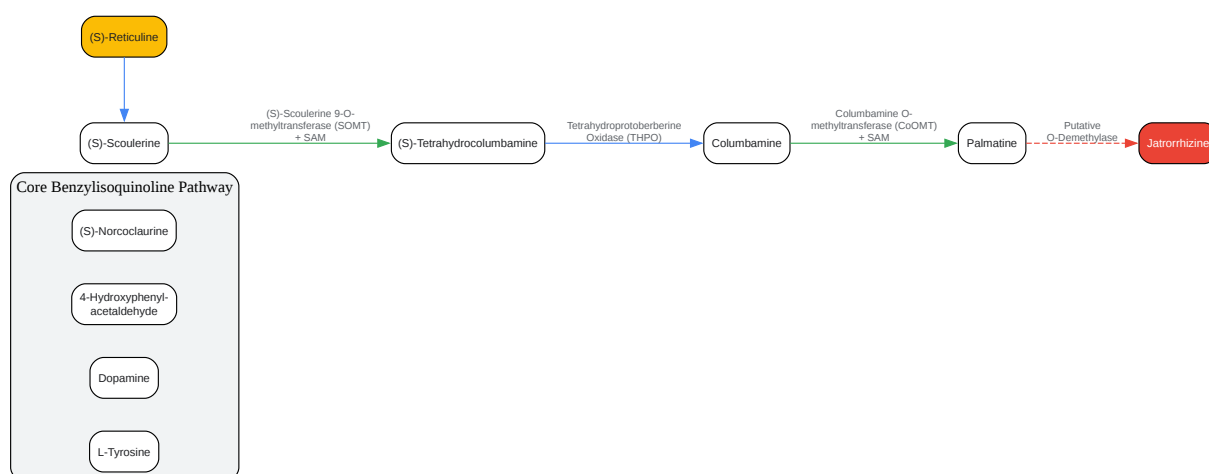 (S)-Reticuline
(S)-Scoulerine
(S)-Scoulerine 9-O-
methyltransferase (SOMT)
+ SAM
(S)-Tetrahydrocolumbamine
Tetrahydroprotoberberine
Oxidase (THPO)
Columbamine
Columbamine O-
methyltransferase (CoOMT)
+ SAM
Palmatine
Putative
O-Demethylase
Jatrorrhizine
Core Benzylisoquinoline Pathway
(S)-Norcoclaurine
4-Hydroxyphenyl-
acetaldehyde
Dopamine
L-Tyrosine